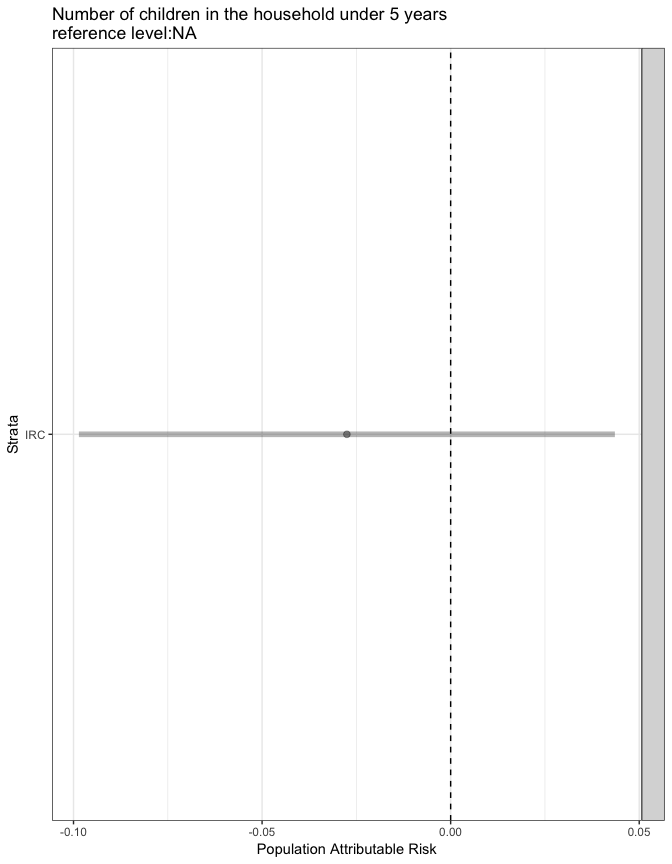 Number of children in the household under 5 years
reference level:NA
Strata
IRC
-0.10
-0.05
0.00
0.05
Population Attributable Risk